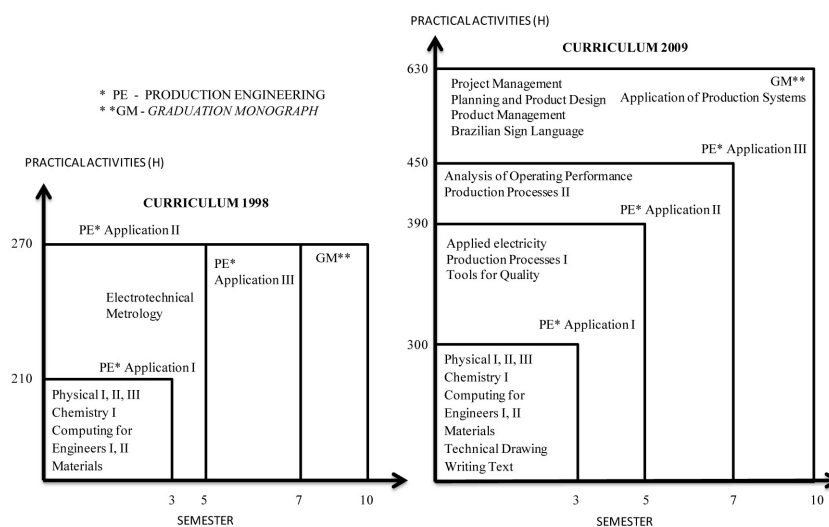 * PE - PRODUCTION ENGINEERING
* *GM - GRADUATION MONOGRAPH
PRACTICAL ACTIVITIES (H)
CURRICULUM 1998
PE* Application II
270
PE*
Application III
GM**
Electrotechnical
Metrology
PE* Application I
210
Physical I, II, III
Chemistry I
Computing for
Engineers I, II
Materials
3
5
7
10
SEMESTER
PRACTICAL ACTIVITIES (H)
CURRICULUM 2009
630
GM**
Application of Production Systems
Project Management
Planning and Product Design
Product Management
Brazilian Sign Language
PE* Application III
450
Analysis of Operating Performance
Production Processes II
PE* Application II
390
Applied electricity
Production Processes I
Tools for Quality
PE* Application I
300
Physical I, II, III
Chemistry I
Computing for
Engineers I, II
Materials
Technical Drawing
Writing Text
3
5
7
10
SEMESTER